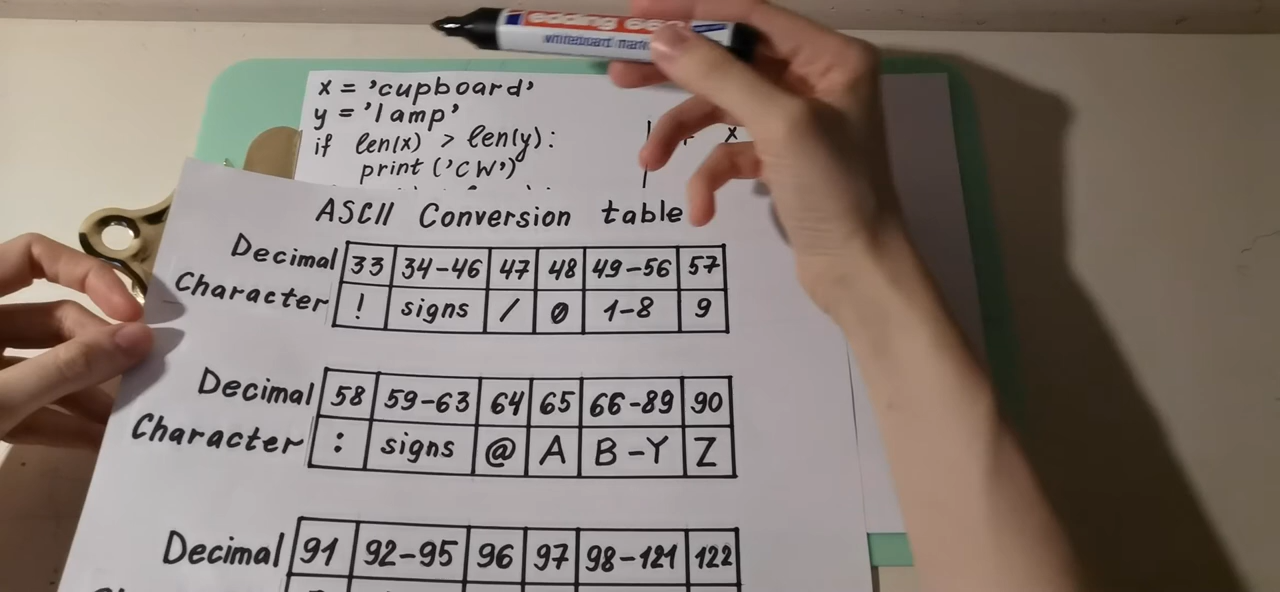 edding
whiteboard
x = 'cupboard'
y = 'lamp'
if len(x) > len(y):
print ('CW')
x
ASCII Conversion table
Decimal 33 34-46 47 48 49-56 57
Character ! signs / 0 1-8 9
Decimal 58 59-63 64 65 66-89 90
Character : signs @ A B-Y Z
Decimal 91 92-95 96 97 98-121 122